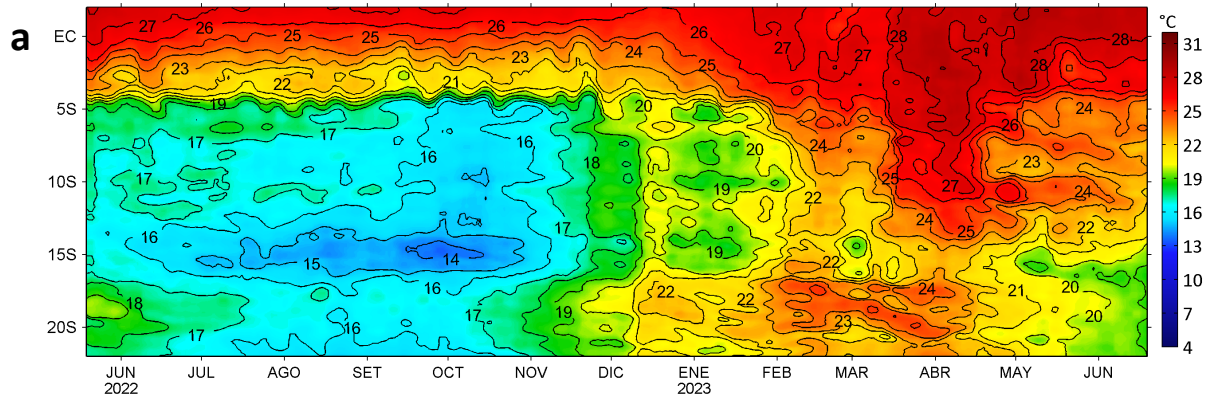 a
°C
27 26 25 25 26 24 26 27 27 28 28
EC
23 22 21 23 25 28
5S
19 20 24
17 17 16 16 18 20 24 26
10S
17 19 25 27 23 24
16 17 22 24 25 22
15S
15 14 22 20
16 24 21
18 19 22 22 20
20S
17 16 17 23
JUN JUL AGO SET OCT NOV DIC ENE FEB MAR ABR MAY JUN
2022 2023
31
28
25
22
19
16
13
10
7
4